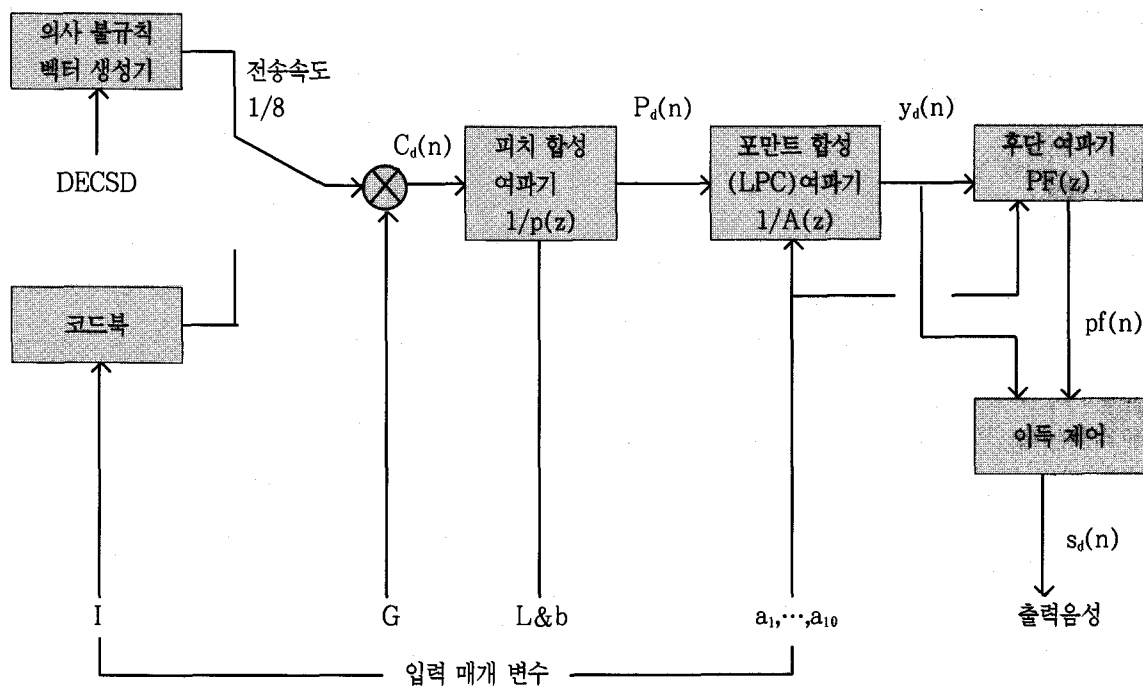 의사 불규칙
벡터 생성기
전송속도
1/8
DECSD
C_d(n)
피치 합성
여파기
1/p(z)
P_d(n)
포만트 합성
(LPC)여파기
1/A(z)
y_d(n)
후단 여파기
PF(z)
코드북
pf(n)
이득 제어
s_d(n)
I
G
L&b
a₁,⋯,a₁₀
출력음성
입력 매개 변수